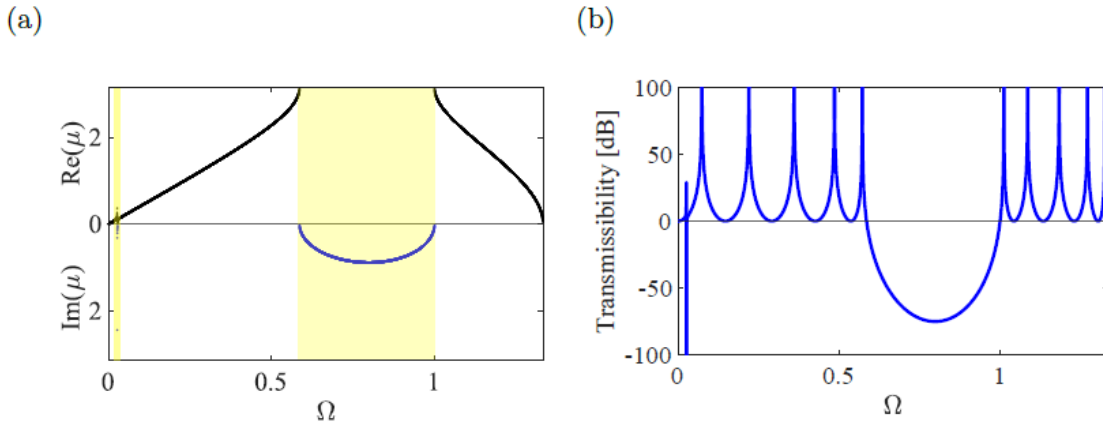 (a)
(b)
Re(μ)
2
0
Im(μ)
2
0
0.5
1
Ω
Transmissibility [dB]
100
50
0
-50
-100
0
0.5
1
Ω